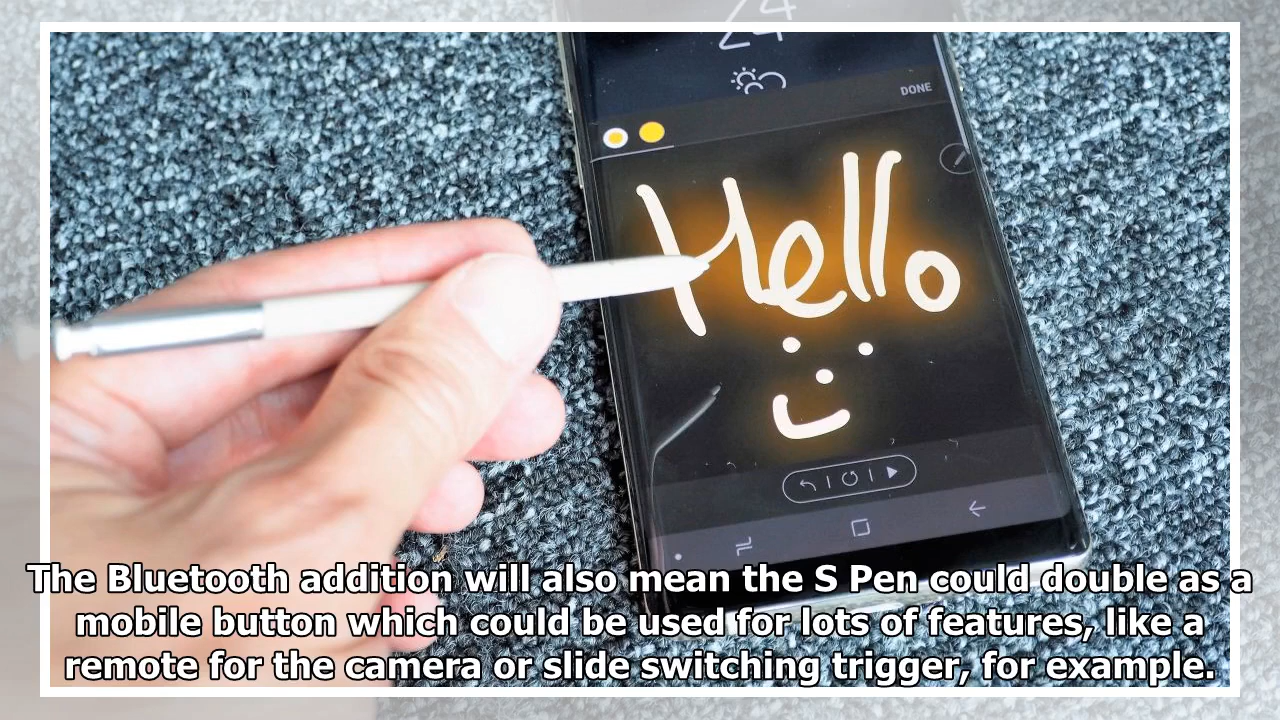 24
DONE
Hello
The Bluetooth addition will also mean the S Pen could double as a
mobile button which could be used for lots of features, like a
remote for the camera or slide switching trigger, for example.